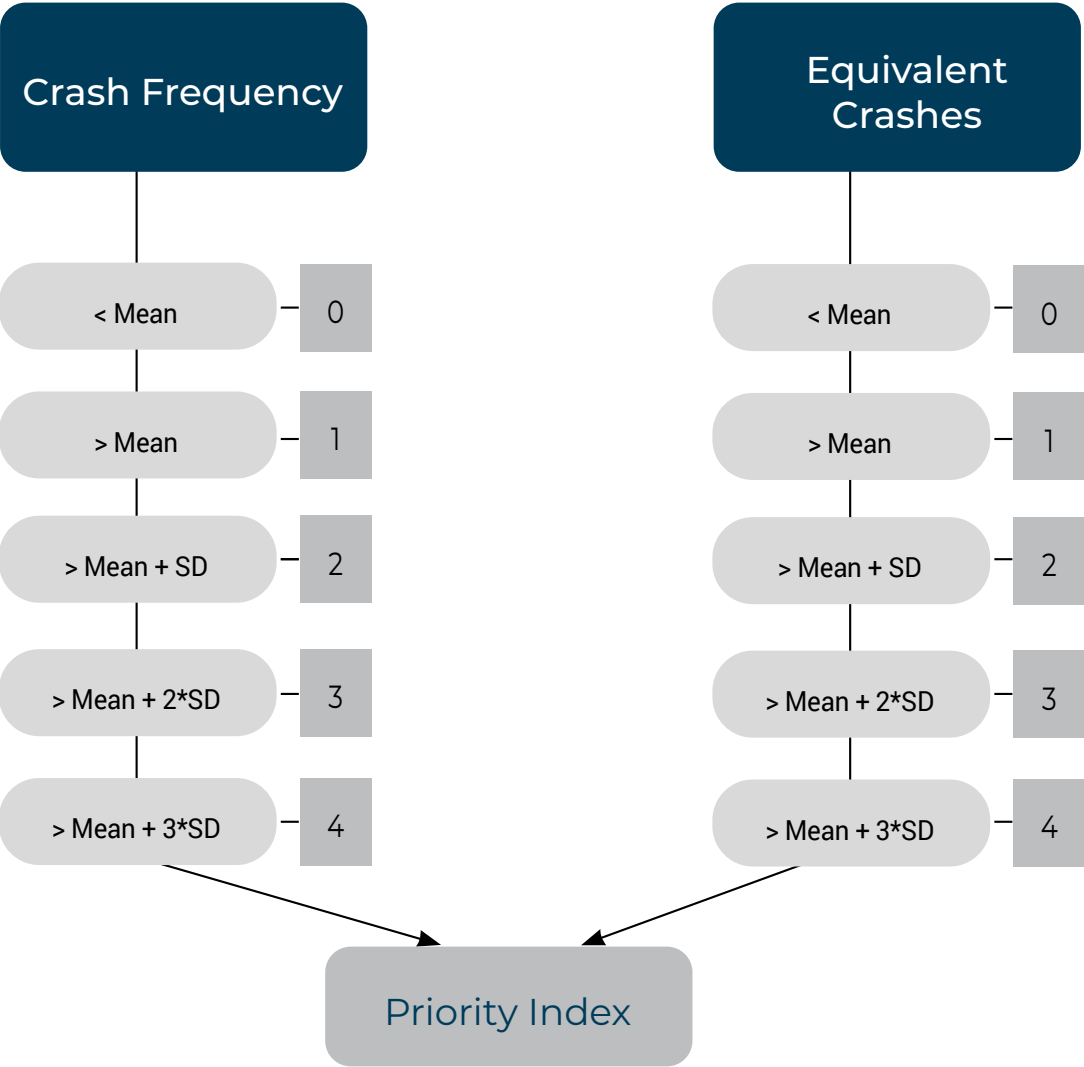 Crash Frequency
< Mean
0
> Mean
1
> Mean + SD
2
> Mean + 2*SD
3
> Mean + 3*SD
4
Equivalent
Crashes
< Mean
0
> Mean
1
> Mean + SD
2
> Mean + 2*SD
3
> Mean + 3*SD
4
Priority Index